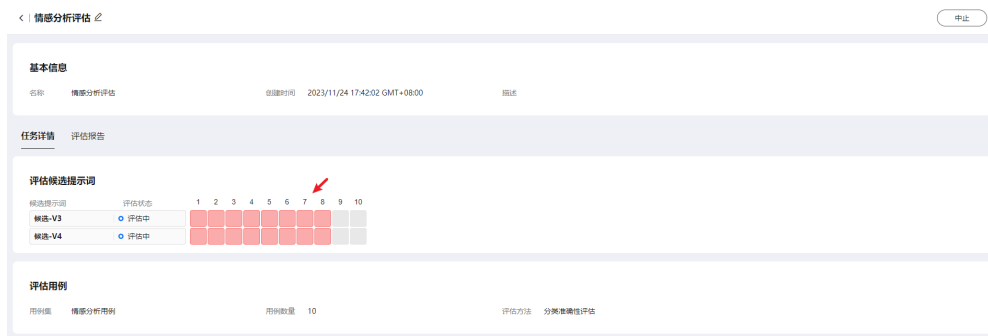 情感分析评估
中止
基本信息
名称 情感分析评估 创建时间 2023/11/24 17:42:02 GMT+08:00 描述
任务详情 评估报告
评估候选提示词
候选提示词 评估状态 1 2 3 4 5 6 7 8 9 10
候选-V3 评估中
候选-V4 评估中
评估用例
用例集 情感分析用例 用例数量 10 评估方法 分类准确性评估